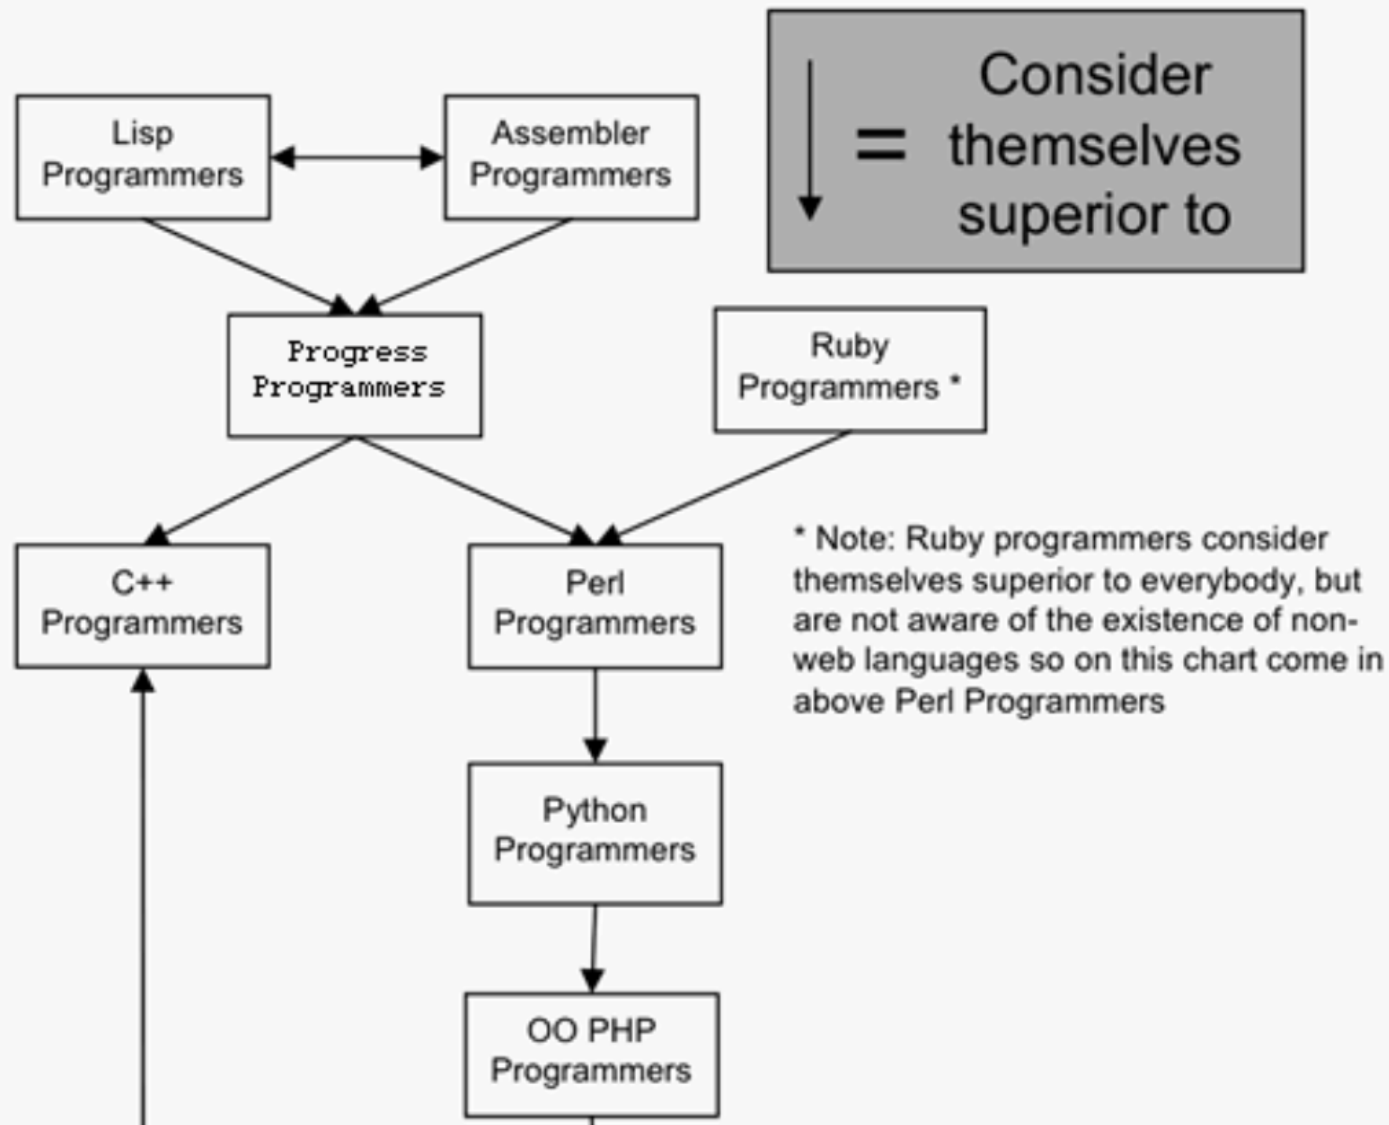 Consider
themselves
superior to
=
Lisp
Programmers
Assembler
Programmers
Progress
Programmers
Ruby
Programmers *
C++
Programmers
Perl
Programmers
* Note: Ruby programmers consider
themselves superior to everybody, but
are not aware of the existence of non-
web languages so on this chart come in
above Perl Programmers
Python
Programmers
OO PHP
Programmers